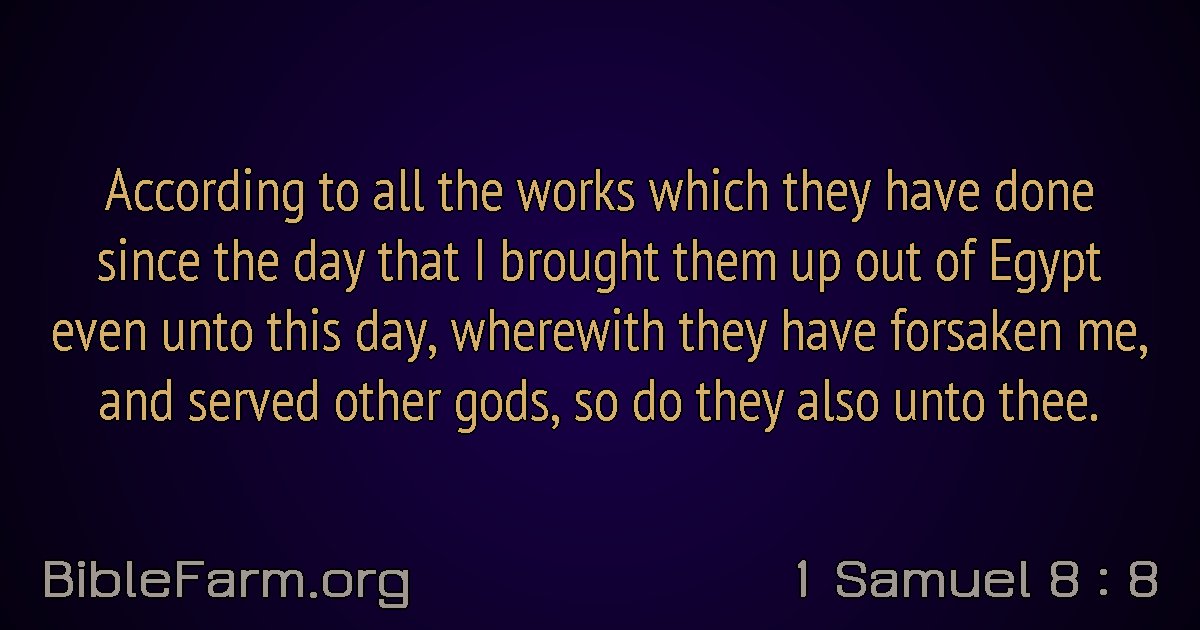 According to all the works which they have done
since the day that I brought them up out of Egypt
even unto this day, wherewith they have forsaken me,
and served other gods, so do they also unto thee.
BibleFarm.org
1 Samuel 8 : 8